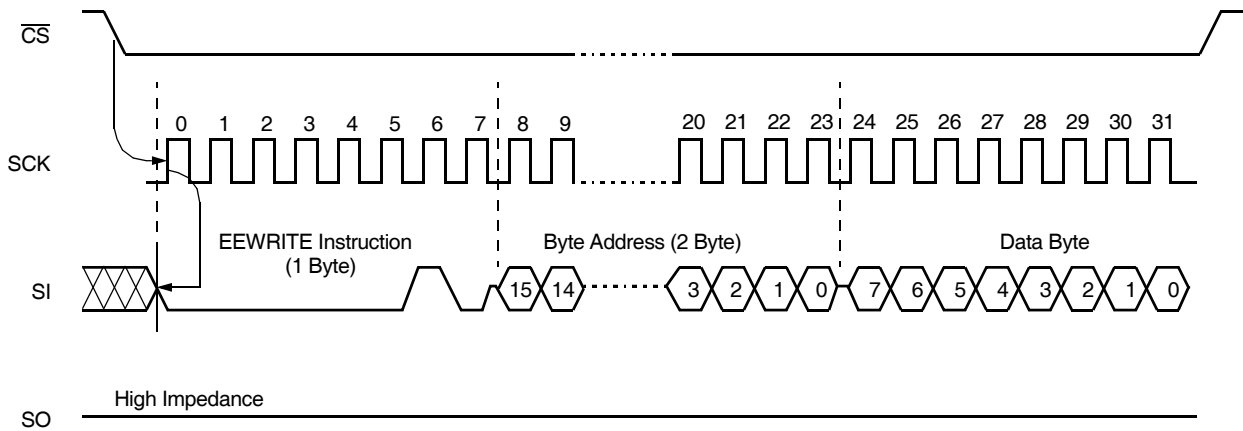 CS
0 1 2 3 4 5 6 7 8 9 20 21 22 23 24 25 26 27 28 29 30 31
SCK
EEWRITE Instruction
(1 Byte)
Byte Address (2 Byte)
Data Byte
SI
15 14 3 2 1 0 7 6 5 4 3 2 1 0
High Impedance
SO